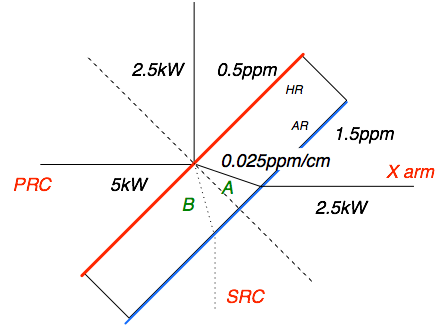 2.5kW 0.5ppm
HR
AR 1.5ppm
0.025ppm/cm
X arm
PRC 5kW A
B 2.5kW
SRC